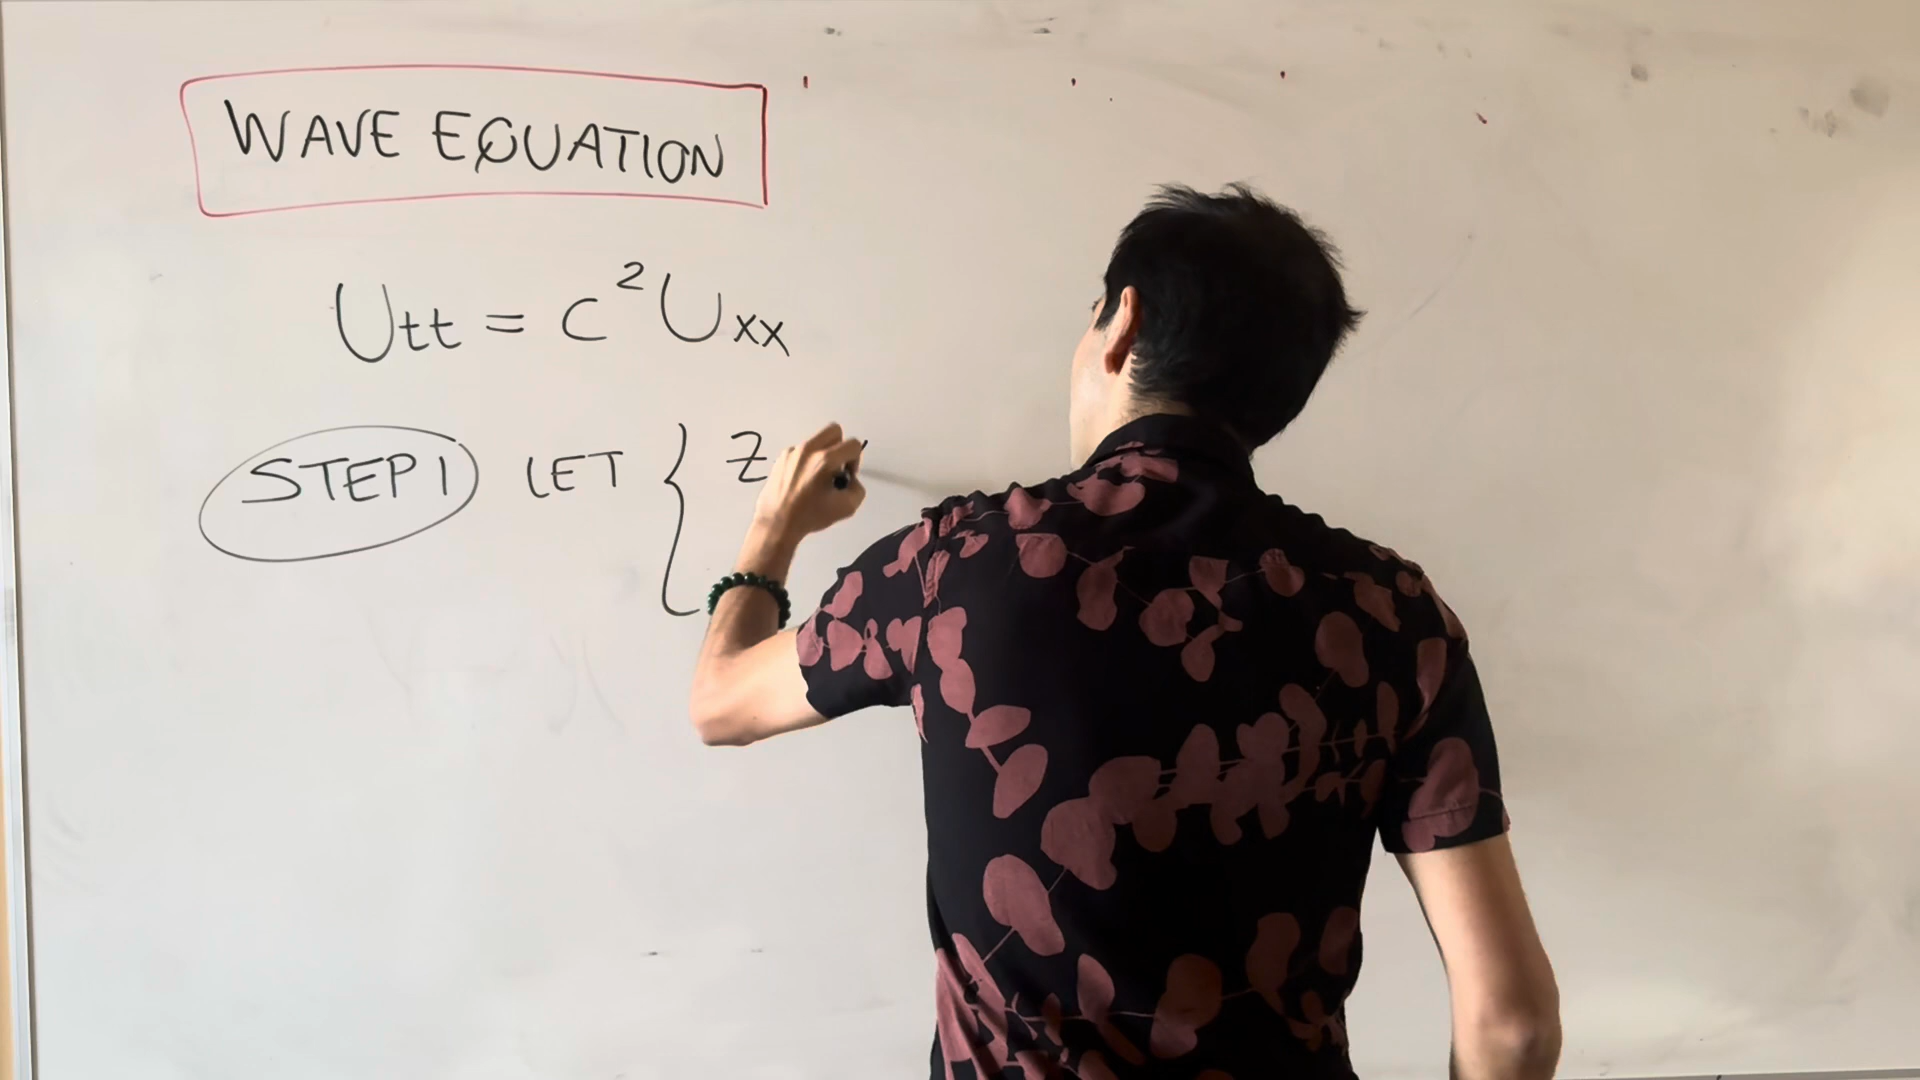 WAVE EQUATION
Utt = c²Uxx
STEP 1 LET { Z